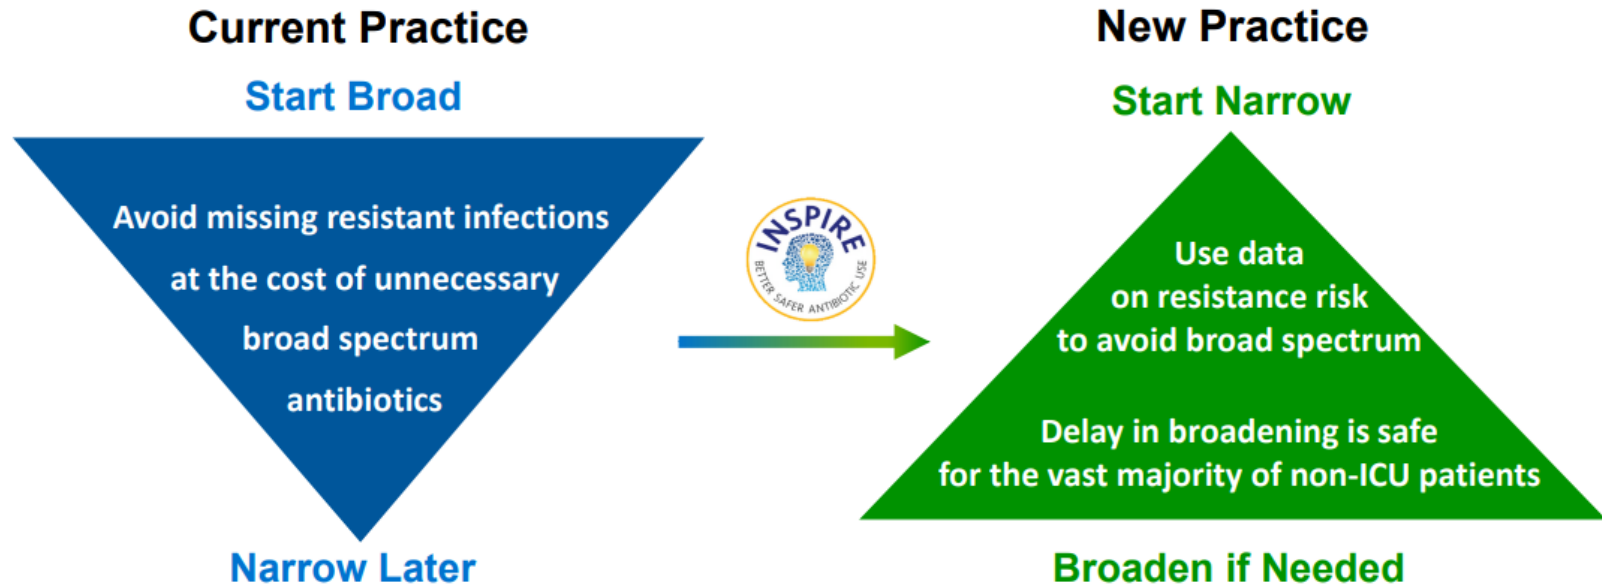 Current Practice
Start Broad
Avoid missing resistant infections
at the cost of unnecessary
broad spectrum
antibiotics
Narrow Later
INSPIRE
BETTER SAFER ANTIBIOTIC USE
New Practice
Start Narrow
Use data
on resistance risk
to avoid broad spectrum
Delay in broadening is safe
for the vast majority of non-ICU patients
Broaden if Needed